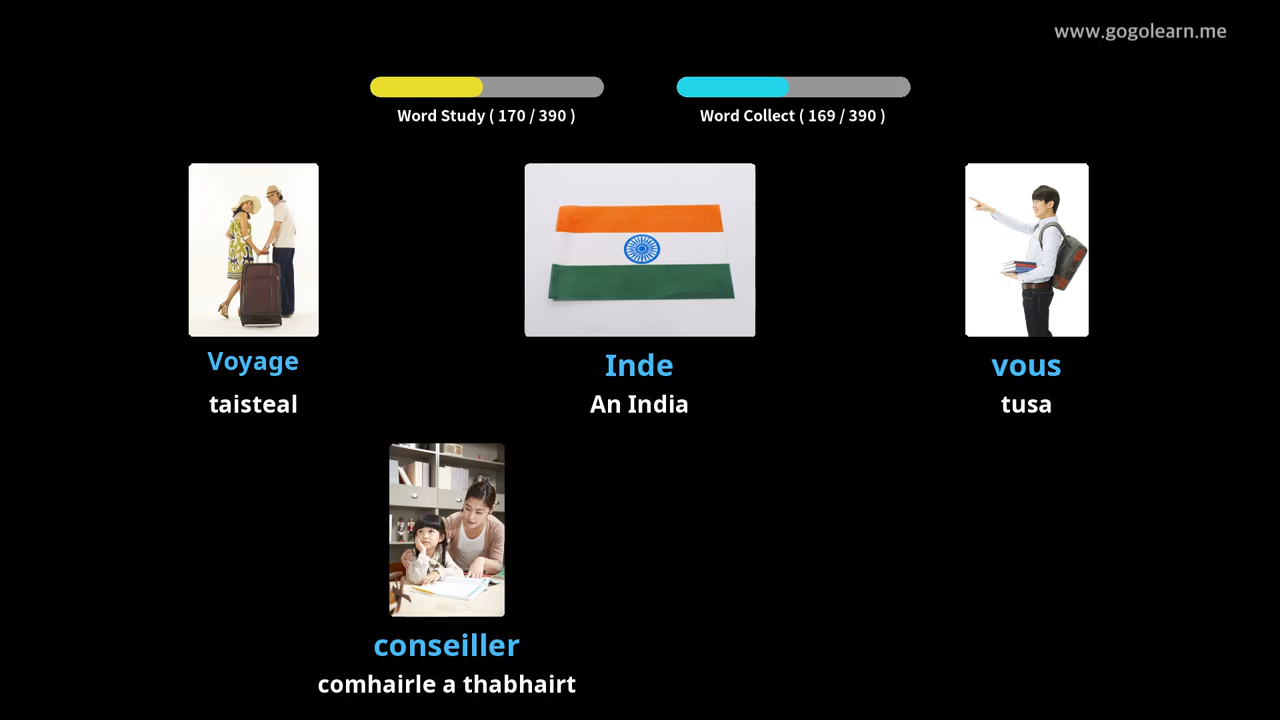 www.gogolearn.me
Word Study ( 170 / 390 )
Word Collect ( 169 / 390 )
Voyage
taisteal
Inde
An India
vous
tusa
conseiller
comhairle a thabhairt